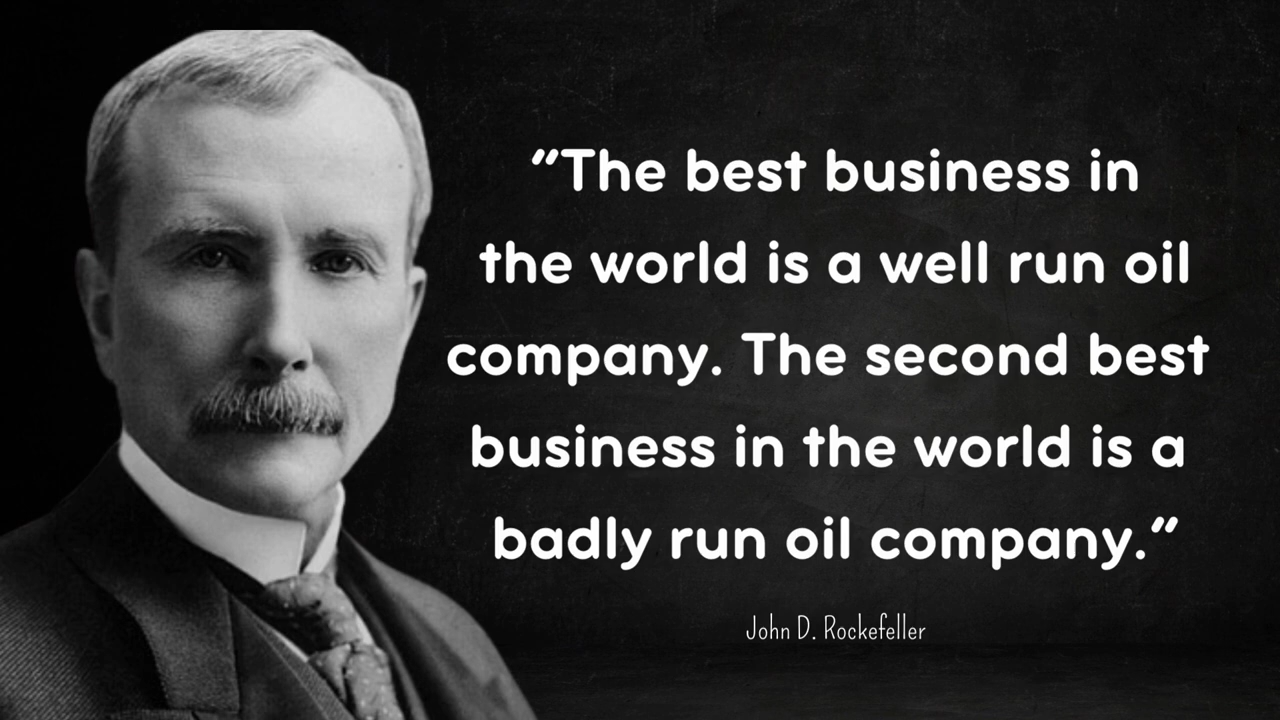 “The best business in
the world is a well run oil
company. The second best
business in the world is a
badly run oil company.”
John D. Rockefeller